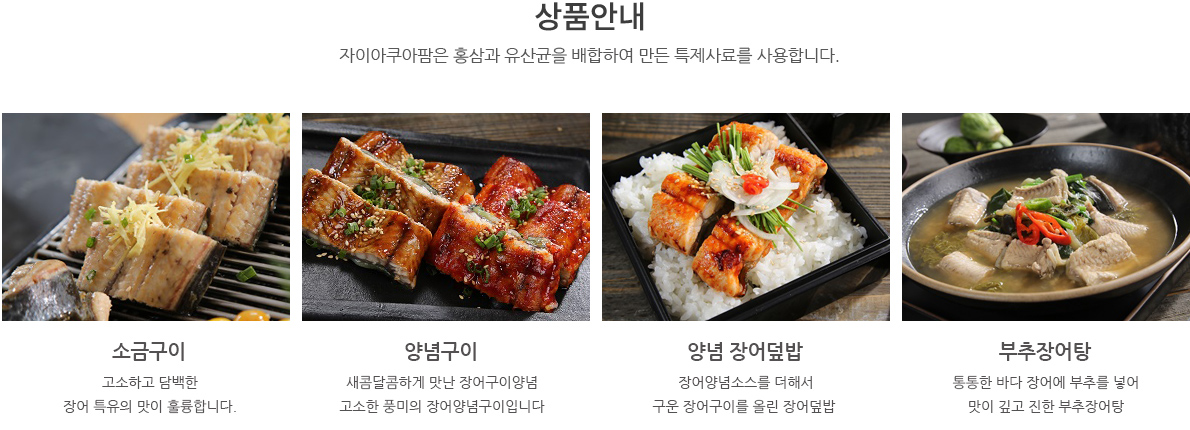 상품안내
자이아쿠아팜은 홍삼과 유산균을 배합하여 만든 특제사료를 사용합니다.
소금구이
고소하고 담백한
장어 특유의 맛이 훌륭합니다.
양념구이
새콤달콤하게 맛난 장어구이양념
고소한 풍미의 장어양념구이입니다
양념 장어덮밥
장어양념소스를 더해서
구운 장어구이를 올린 장어덮밥
부추장어탕
통통한 바다 장어에 부추를 넣어
맛이 깊고 진한 부추장어탕